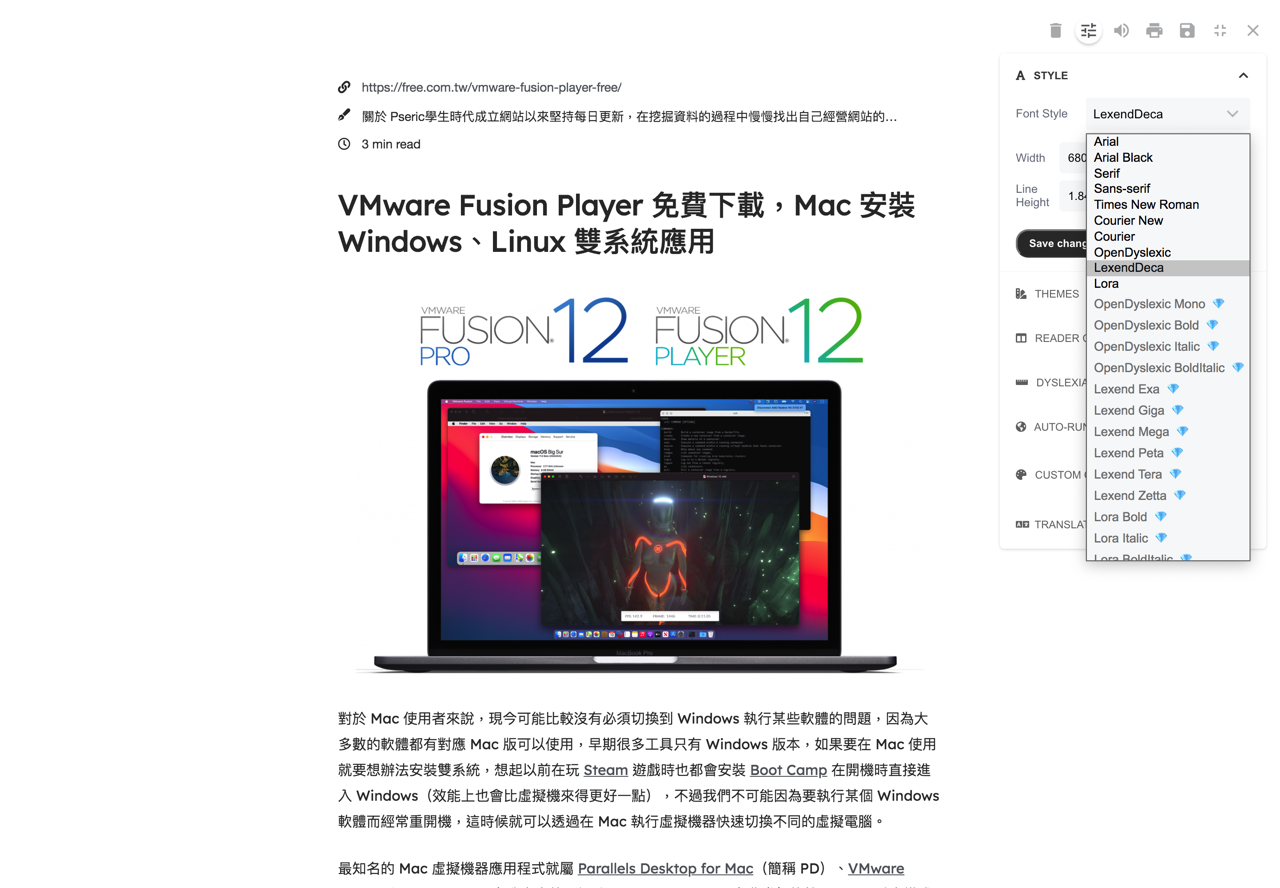 https://free.com.tw/vmware-fusion-player-free/
關於 Pseric學生時代成立網站以來堅持每日更新，在挖掘資料的過程中慢慢找出自己經營網站的…
3 min read
VMware Fusion Player 免費下載，Mac 安裝
Windows、Linux 雙系統應用
VMWARE
FUSION.
PRO 12
VMWARE
FUSION.
PLAYER 12
macOS Big Sur
MacBook Pro
對於 Mac 使用者來說，現今可能比較沒有必須切換到 Windows 執行某些軟體的問題，因為大
多數的軟體都有對應 Mac 版可以使用，早期很多工具只有 Windows 版本，如果要在 Mac 使用
就要想辦法安裝雙系統，想起以前在玩 Steam 遊戲時也都會安裝 Boot Camp 在開機時直接進
入 Windows（效能上也會比虛擬機來得更好一點），不過我們不可能因為要執行某個 Windows
軟體而經常重開機，這時候就可以透過在 Mac 執行虛擬機器快速切換不同的虛擬電腦。
最知名的 Mac 虛擬機器應用程式就屬 Parallels Desktop for Mac（簡稱 PD）、VMware
A STYLE
Font Style LexendDeca
Width 680
Line
Height 1.84
Save chang
THEMES
READER
DYSLEXIA
AUTO-RUN
CUSTOM
TRANSLAT
Arial
Arial Black
Serif
Sans-serif
Times New Roman
Courier New
Courier
OpenDyslexic
LexendDeca
Lora
OpenDyslexic Mono
OpenDyslexic Bold
OpenDyslexic Italic
OpenDyslexic BoldItalic
Lexend Exa
Lexend Giga
Lexend Mega
Lexend Peta
Lexend Tera
Lexend Zetta
Lora Bold
Lora Italic
Lora BoldItalic